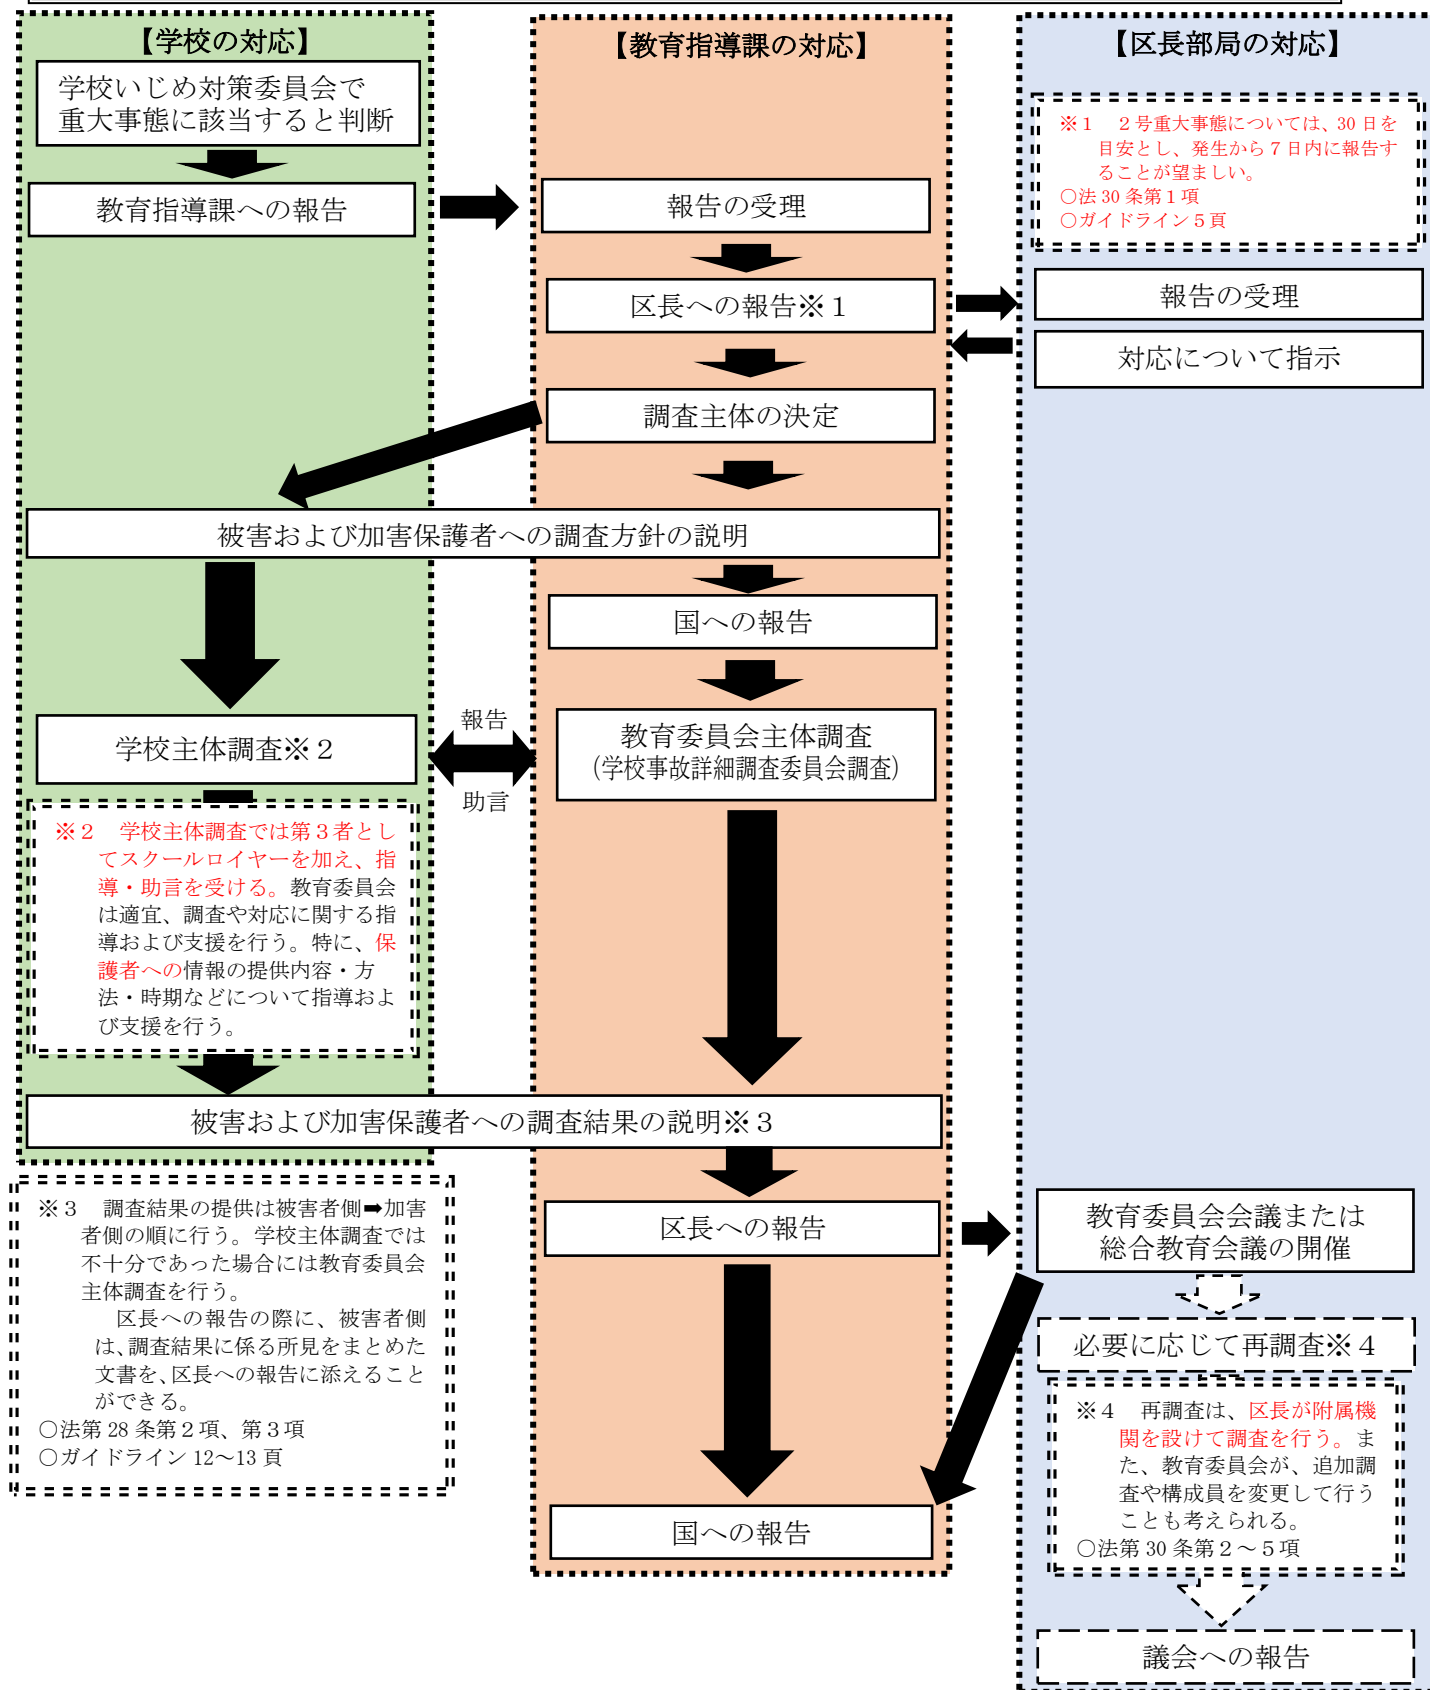 【学校の対応】
学校いじめ対策委員会で
重大事態に該当すると判断
教育指導課への報告
【教育指導課の対応】
報告の受理
区長への報告※１
調査主体の決定
【区長部局の対応】
※１　２号重大事態については、30 日を
目安とし、発生から７日内に報告す
ることが望ましい。
○法 30 条第１項
○ガイドライン５頁
報告の受理
対応について指示
被害および加害保護者への調査方針の説明
国への報告
学校主体調査※２
報告
助言
教育委員会主体調査
（学校事故詳細調査委員会調査）
※２　学校主体調査では第３者とし
てスクールロイヤーを加え、指
導・助言を受ける。教育委員会
は適宜、調査や対応に関する指
導および支援を行う。特に、保
護者への情報の提供内容・方
法・時期などについて指導およ
び支援を行う。
被害および加害保護者への調査結果の説明※３
※３　調査結果の提供は被害者側➡加害
者側の順に行う。学校主体調査では
不十分であった場合には教育委員会
主体調査を行う。
区長への報告の際に、被害者側
は、調査結果に係る所見をまとめた
文書を、区長への報告に添えること
ができる。
○法第 28 条第２項、第３項
○ガイドライン 12～13 頁
区長への報告
国への報告
教育委員会会議または
総合教育会議の開催
必要に応じて再調査※４
※４　再調査は、区長が附属機
関を設けて調査を行う。ま
た、教育委員会が、追加調
査や構成員を変更して行う
ことも考えられる。
○法第 30 条第２～５項
議会への報告